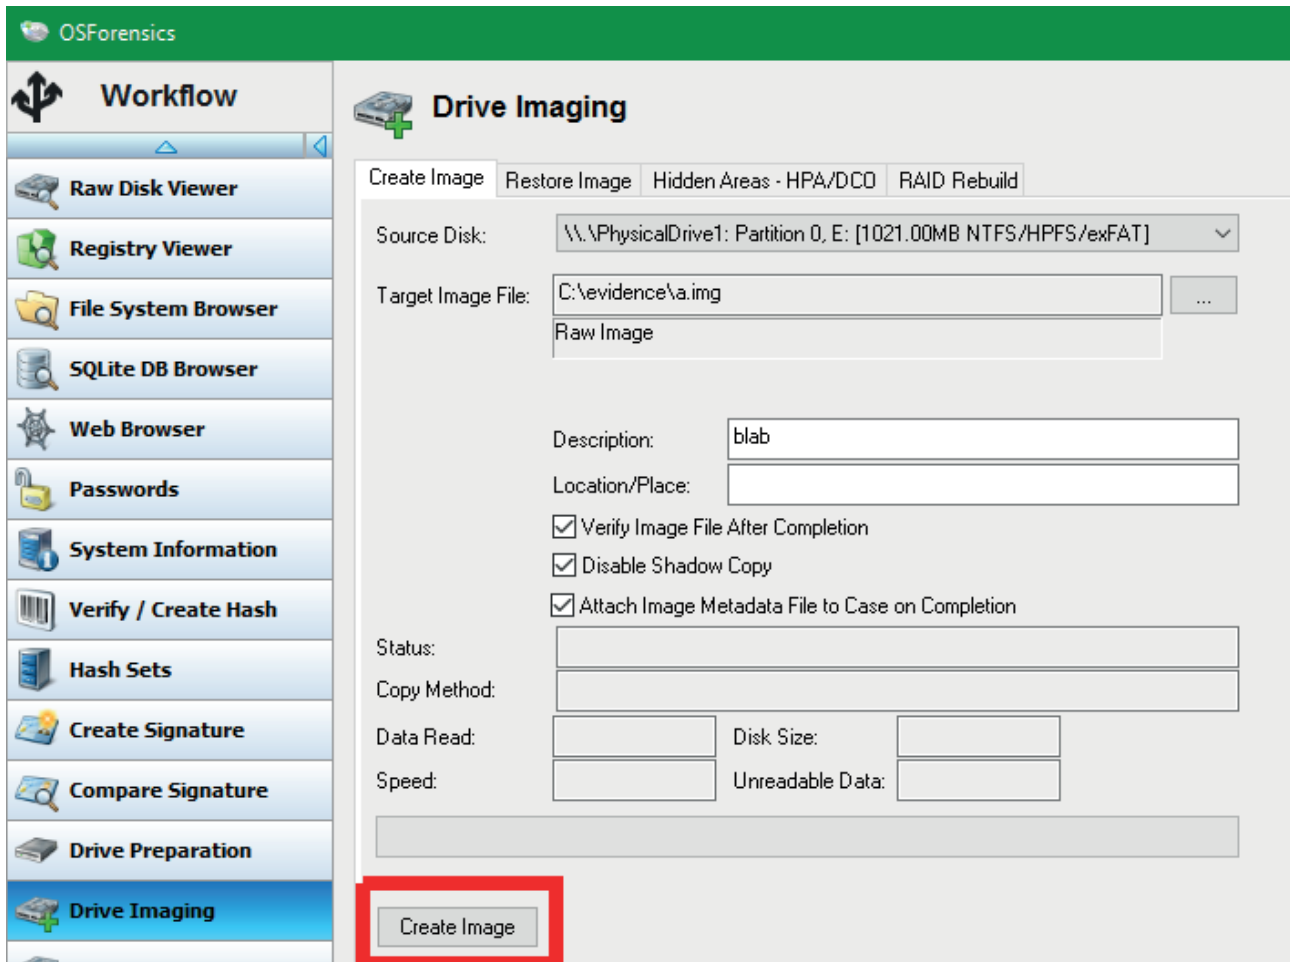 OSForensics
Workflow
Raw Disk Viewer
Registry Viewer
File System Browser
SQLite DB Browser
Web Browser
Passwords
System Information
Verify / Create Hash
Hash Sets
Create Signature
Compare Signature
Drive Preparation
Drive Imaging
Drive Imaging
Create Image Restore Image Hidden Areas - HPA/DCO RAID Rebuild
Source Disk: \\.\PhysicalDrive1: Partition 0, E: [1021.00MB NTFS/HPFS/exFAT]
Target Image File: C:\evidence\a.img ...
Raw Image
Description: blab
Location/Place:
Verify Image File After Completion
Disable Shadow Copy
Attach Image Metadata File to Case on Completion
Status:
Copy Method:
Data Read: Disk Size:
Speed: Unreadable Data:
Create Image